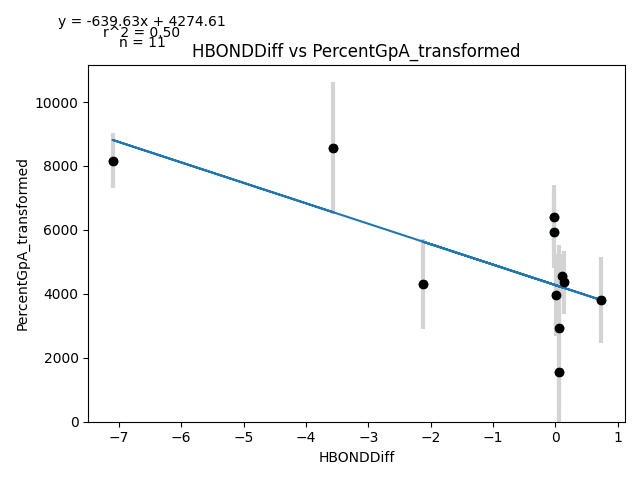 y = -639.63x + 4274.61
r^2 = 0.50
n = 11
HBONDDiff vs PercentGpA_transformed
PercentGpA_transformed
10000
8000
6000
4000
2000
0
−7 −6 −5 −4 −3 −2 −1 0 1
HBONDDiff